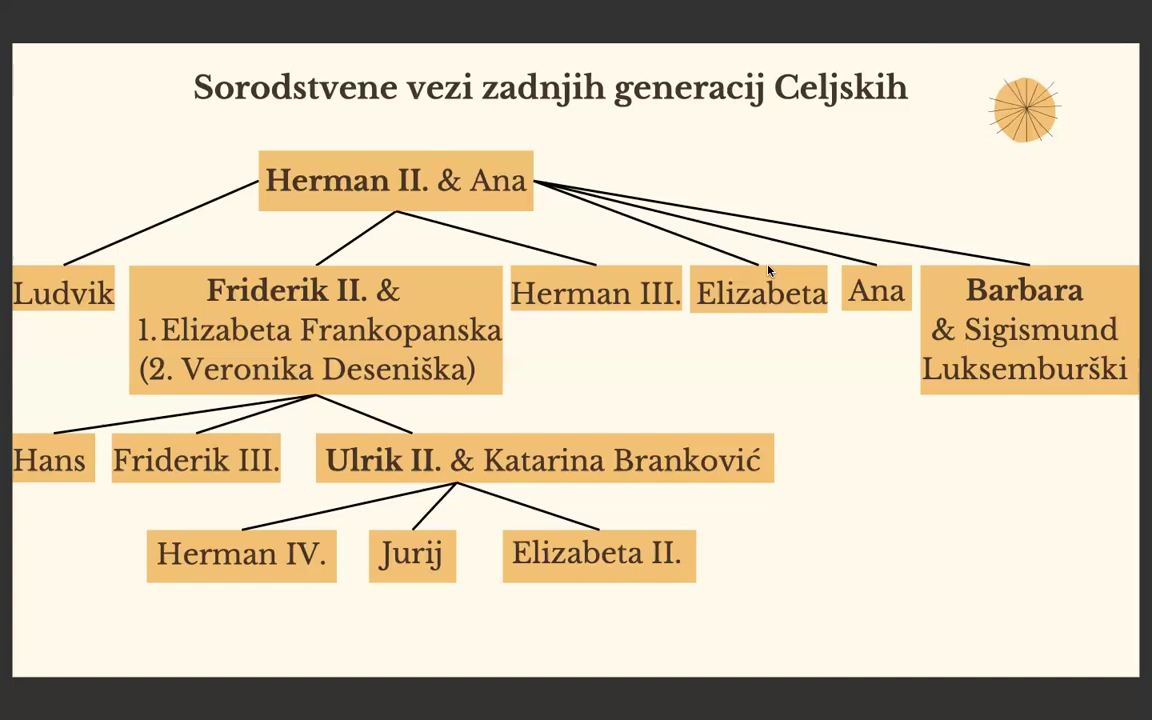 Sorodstvene vezi zadnjih generacij Celjskih
Herman II. & Ana
Ludvik
Friderik II. &
1. Elizabeta Frankopanska
(2. Veronika Deseniška)
Herman III.
Elizabeta
Ana
Barbara
& Sigismund
Luksemburški
Hans
Friderik III.
Ulrik II. & Katarina Branković
Herman IV.
Jurij
Elizabeta II.